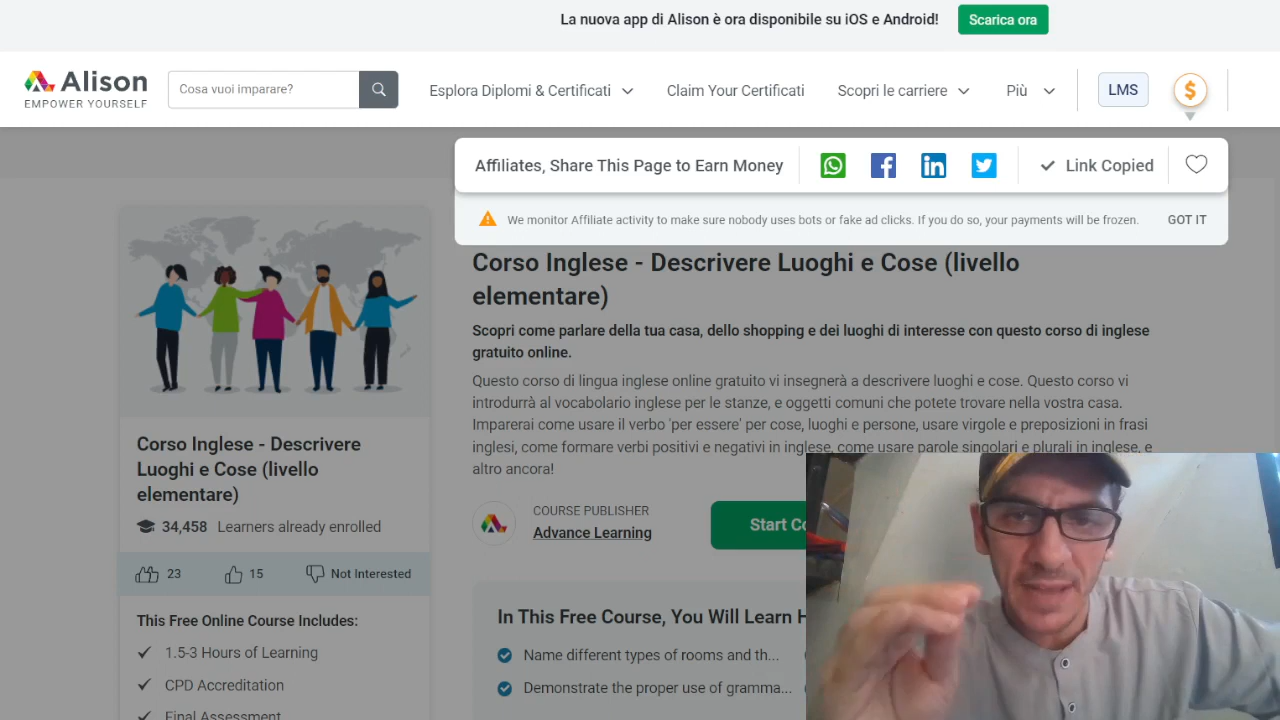 La nuova app di Alison è ora disponibile su iOS e Android!
Scarica ora
Alison
EMPOWER YOURSELF
Cosa vuoi imparare?
Esplora Diplomi & Certificati
Claim Your Certificati
Scopri le carriere
Più
LMS
$
Affiliates, Share This Page to Earn Money
Link Copied
We monitor Affiliate activity to make sure nobody uses bots or fake ad clicks. If you do so, your payments will be frozen.
GOT IT
Corso Inglese - Descrivere Luoghi e Cose (livello
elementare)
Scopri come parlare della tua casa, dello shopping e dei luoghi di interesse con questo corso di inglese
gratuito online.
Questo corso di lingua inglese online gratuito vi insegnerà a descrivere luoghi e cose. Questo corso vi
introdurrà al vocabolario inglese per le stanze, e oggetti comuni che potete trovare nella vostra casa.
Imparerai come usare il verbo 'per essere' per cose, luoghi e persone, usare virgole e preposizioni in frasi
inglesi, come formare verbi positivi e negativi in inglese, come usare parole singolari e plurali in inglese, e
altro ancora!
COURSE PUBLISHER
Advance Learning
Start Co
Corso Inglese - Descrivere
Luoghi e Cose (livello
elementare)
34,458 Learners already enrolled
23
15
Not Interested
This Free Online Course Includes:
1.5-3 Hours of Learning
CPD Accreditation
Final Assessment
In This Free Course, You Will Learn H
Name different types of rooms and th...
Demonstrate the proper use of gramma...